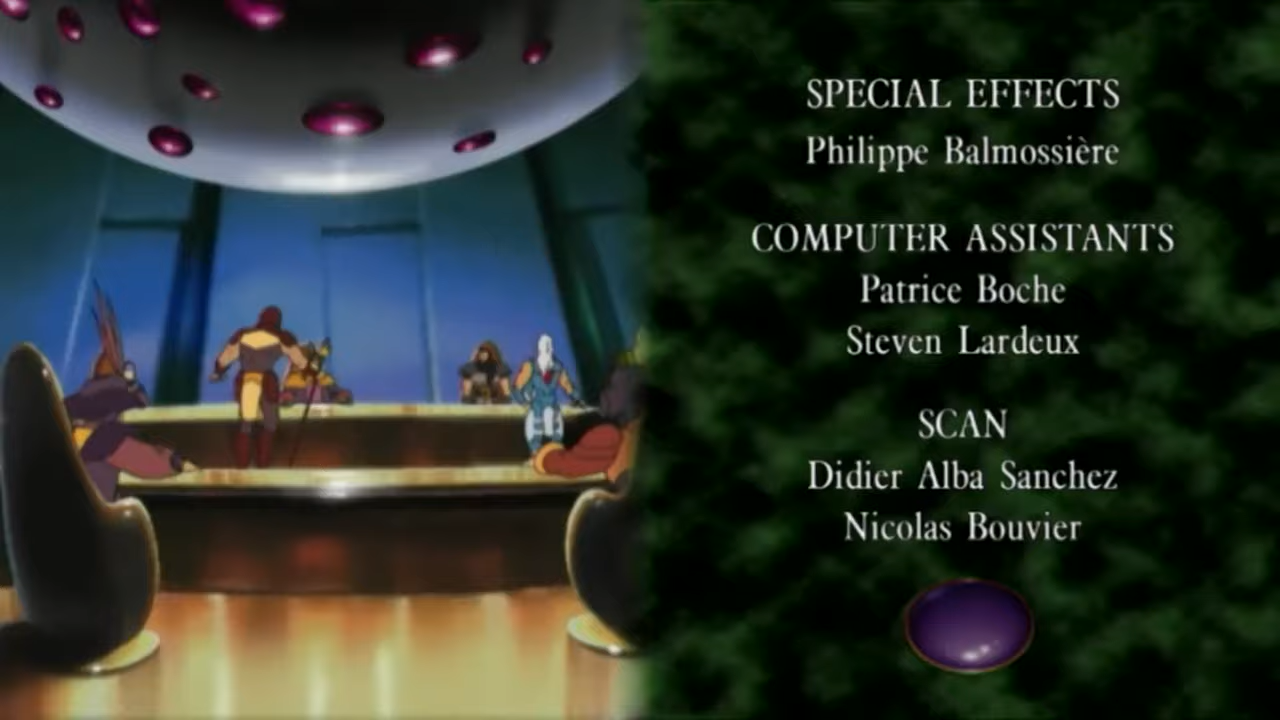 SPECIAL EFFECTS
Philippe Balmossière
COMPUTER ASSISTANTS
Patrice Boche
Steven Lardeux
SCAN
Didier Alba Sanchez
Nicolas Bouvier